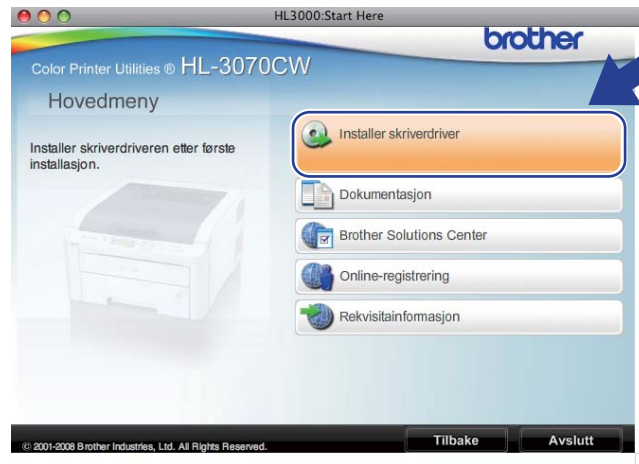 HL3000:Start Here
brother
Color Printer Utilities ® HL-3070CW
Hovedmeny
Installer skriverdriveren etter første
installasjon.
Installer skriverdriver
Dokumentasjon
Brother Solutions Center
Online-registrering
Rekvisitainformasjon
© 2001-2008 Brother Industries, Ltd. All Rights Reserved.
Tilbake
Avslutt